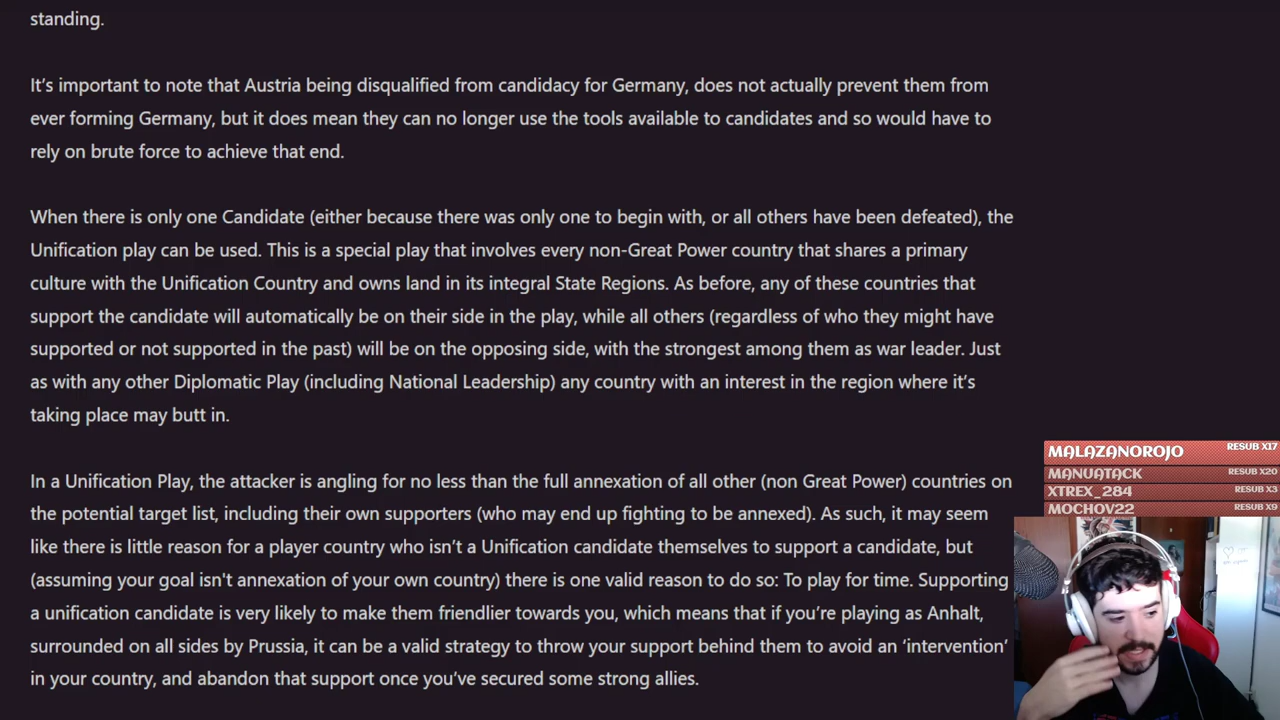 standing.
It’s important to note that Austria being disqualified from candidacy for Germany, does not actually prevent them from
ever forming Germany, but it does mean they can no longer use the tools available to candidates and so would have to
rely on brute force to achieve that end.
When there is only one Candidate (either because there was only one to begin with, or all others have been defeated), the
Unification play can be used. This is a special play that involves every non-Great Power country that shares a primary
culture with the Unification Country and owns land in its integral State Regions. As before, any of these countries that
support the candidate will automatically be on their side in the play, while all others (regardless of who they might have
supported or not supported in the past) will be on the opposing side, with the strongest among them as war leader. Just
as with any other Diplomatic Play (including National Leadership) any country with an interest in the region where it’s
taking place may butt in.
In a Unification Play, the attacker is angling for no less than the full annexation of all other (non Great Power) countries on
the potential target list, including their own supporters (who may end up fighting to be annexed). As such, it may seem
like there is little reason for a player country who isn’t a Unification candidate themselves to support a candidate, but
(assuming your goal isn't annexation of your own country) there is one valid reason to do so: To play for time. Supporting
a unification candidate is very likely to make them friendlier towards you, which means that if you’re playing as Anhalt,
surrounded on all sides by Prussia, it can be a valid strategy to throw your support behind them to avoid an ‘intervention’
in your country, and abandon that support once you’ve secured some strong allies.
MALAZANOROJO RESUB X17
MANUATACK RESUB X20
XTREX_284 RESUB X3
MOCHOV22 RESUB X9